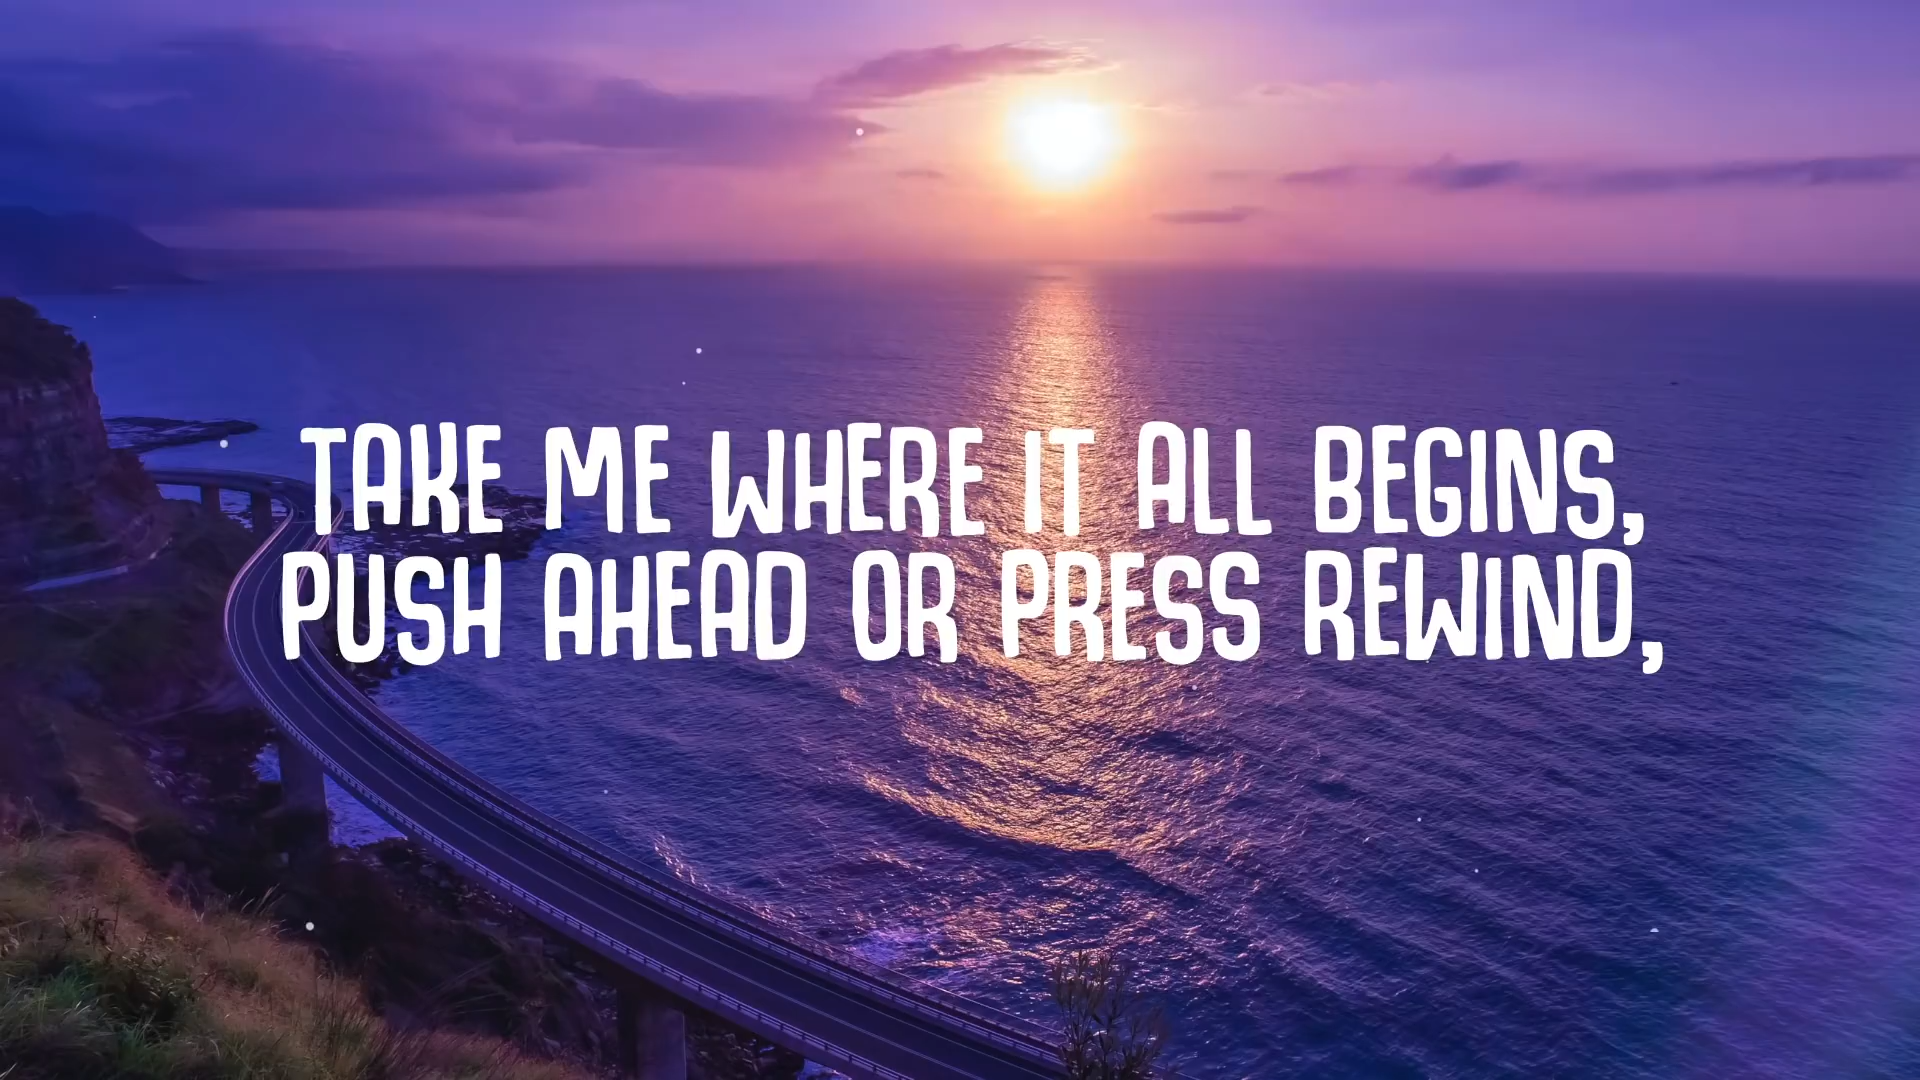 TAKE ME WHERE IT ALL BEGINS,
PUSH AHEAD OR PRESS REWIND,